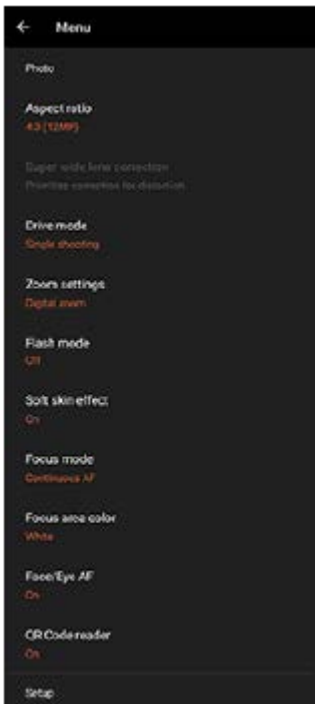 Menu
Photo
Aspect ratio
4:3 (12MP)
Super wide lens correction
Prioritize correction for distortion
Drive mode
Single shooting
Zoom settings
Digital zoom
Flash mode
Off
Soft skin effect
On
Focus mode
Continuous AF
Focus area color
White
Face/Eye AF
On
QR Code reader
On
Setup